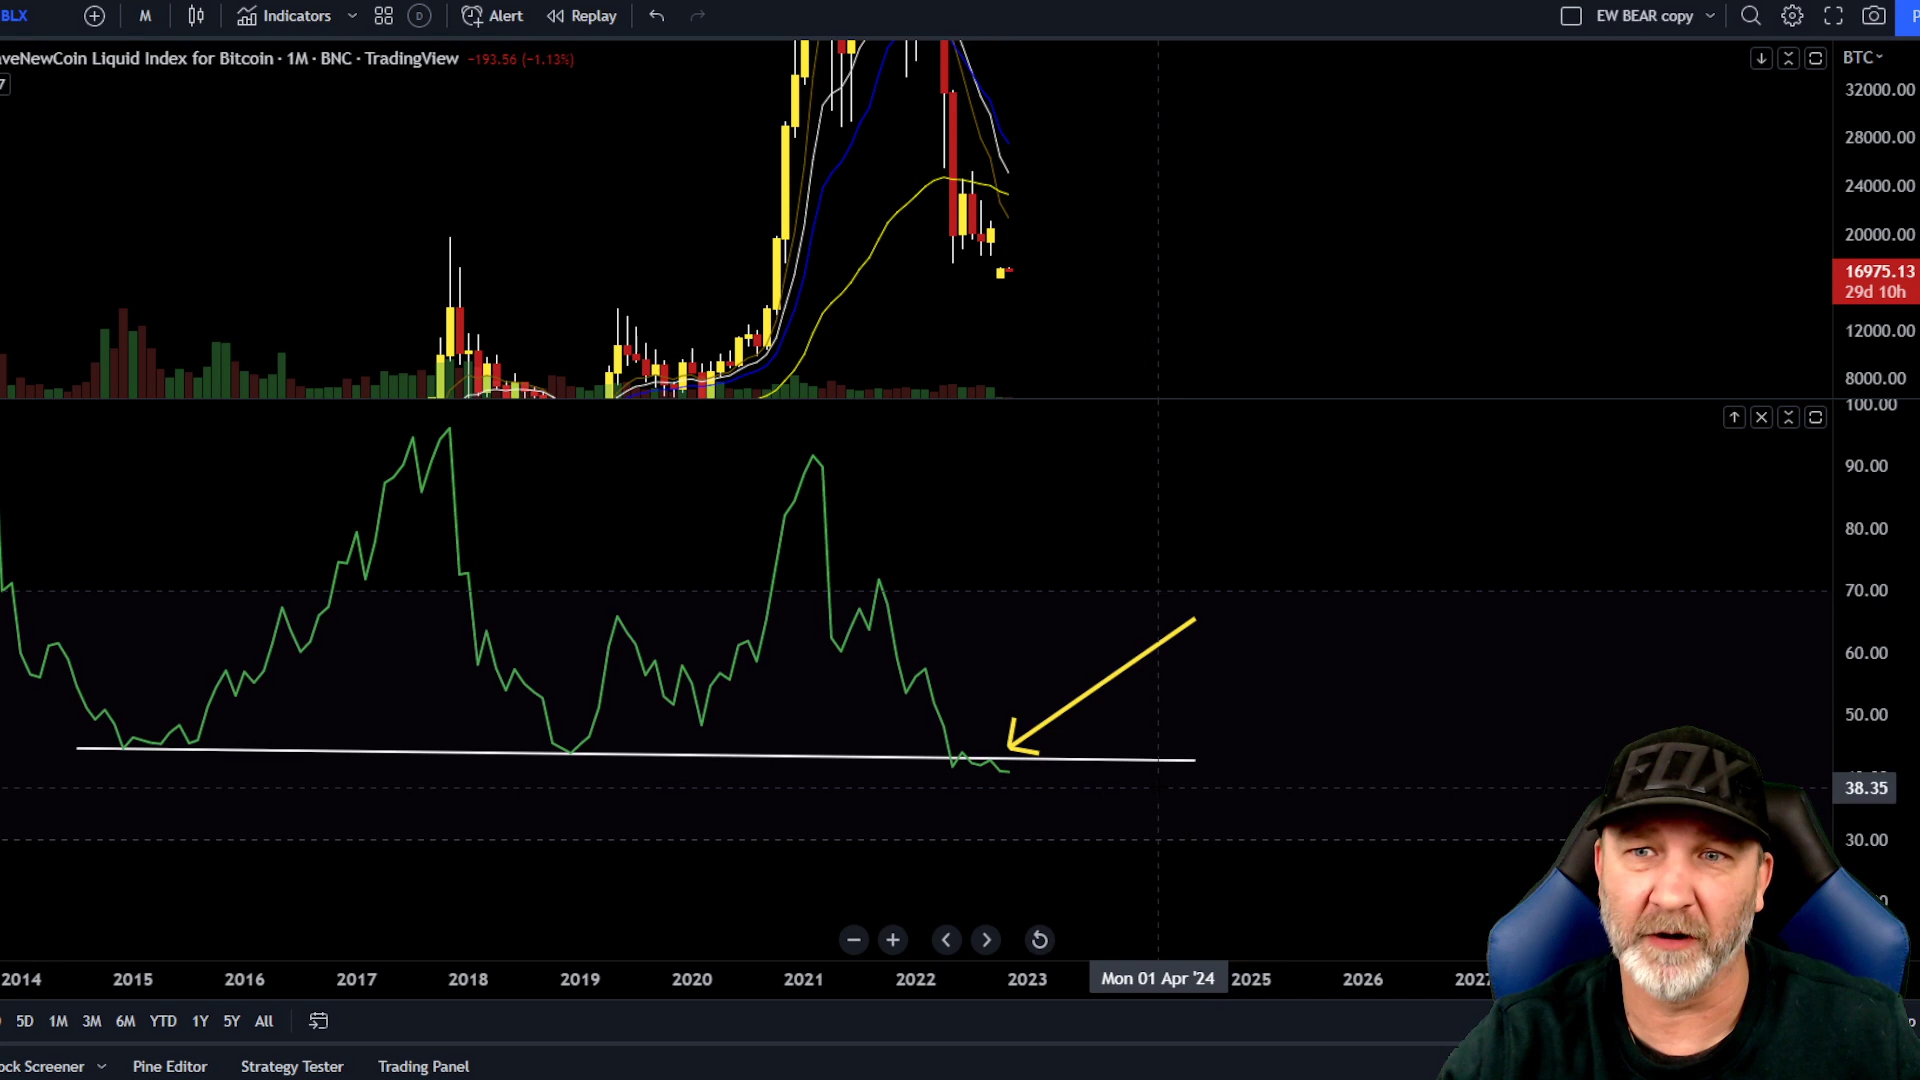 BLX M Indicators D Alert Replay EW BEAR copy P
aveNewCoin Liquid Index for Bitcoin · 1M · BNC · TradingView −193.56 (−1.13%)
BTC
7
32000.00
28000.00
24000.00
20000.00
16975.13
29d 10h
12000.00
8000.00
100.00
90.00
80.00
70.00
60.00
50.00
38.35
30.00
FOX
2014 2015 2016 2017 2018 2019 2020 2021 2022 2023 Mon 01 Apr '24 2025 2026 2027
5D 1M 3M 6M YTD 1Y 5Y All
ock Screener Pine Editor Strategy Tester Trading Panel